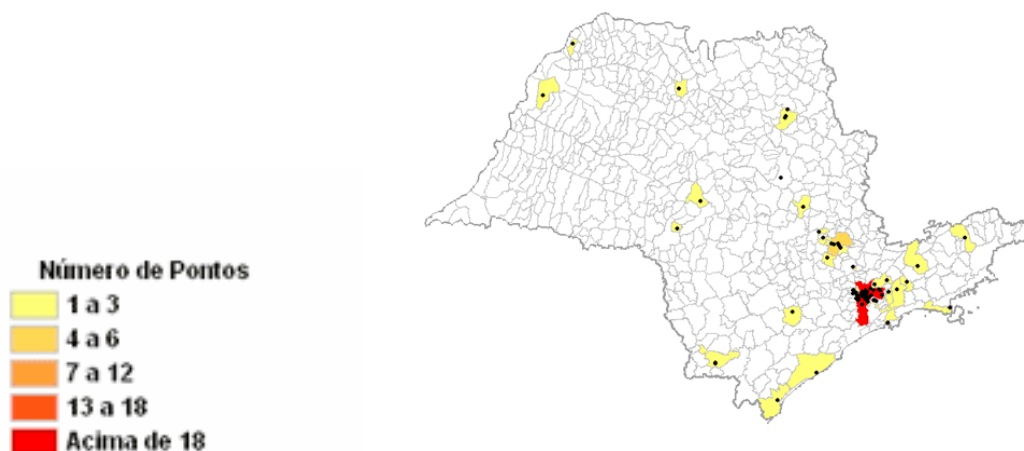 Número de Pontos
1 a 3
4 a 6
7 a 12
13 a 18
Acima de 18